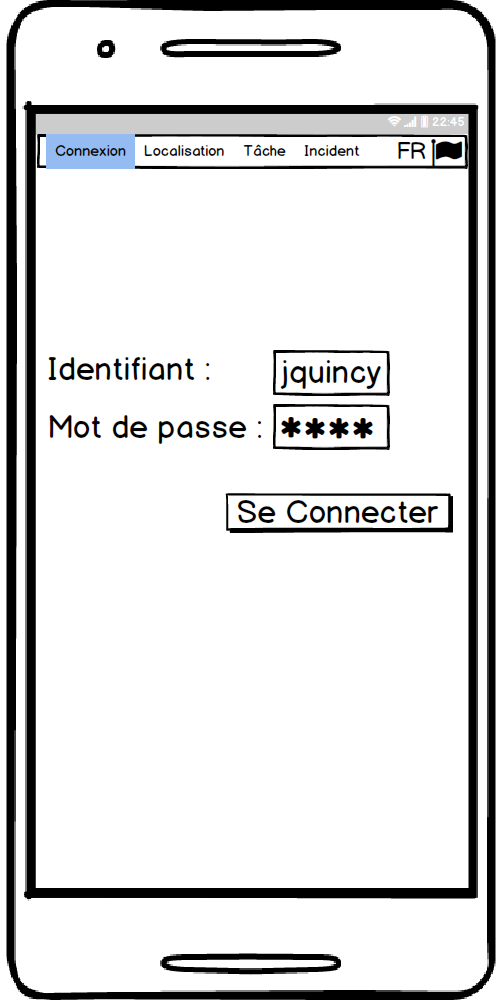 22:45
Connexion Localisation Tâche Incident FR
Identifiant : jquincy
Mot de passe : ****
Se Connecter